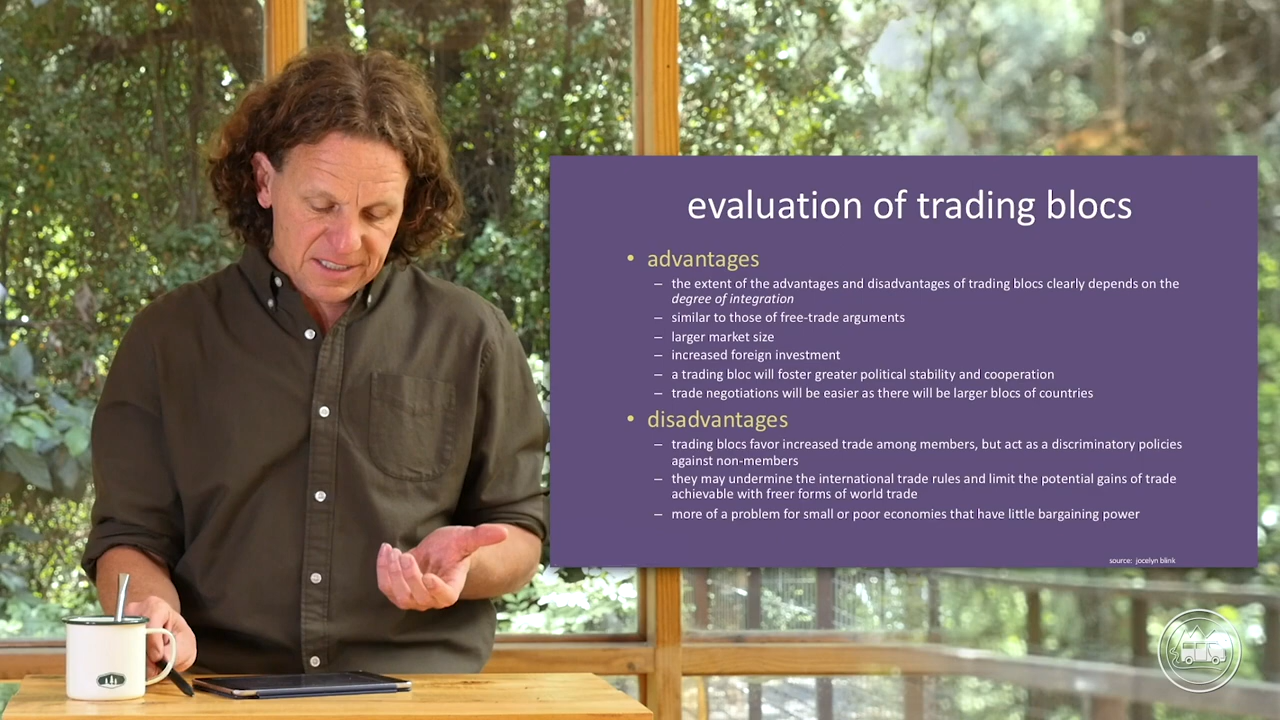 evaluation of trading blocs
• advantages
– the extent of the advantages and disadvantages of trading blocs clearly depends on the
degree of integration
– similar to those of free-trade arguments
– larger market size
– increased foreign investment
– a trading bloc will foster greater political stability and cooperation
– trade negotiations will be easier as there will be larger blocs of countries
• disadvantages
– trading blocs favor increased trade among members, but act as a discriminatory policies
against non-members
– they may undermine the international trade rules and limit the potential gains of trade
achievable with freer forms of world trade
– more of a problem for small or poor economies that have little bargaining power
source: jocelyn blink